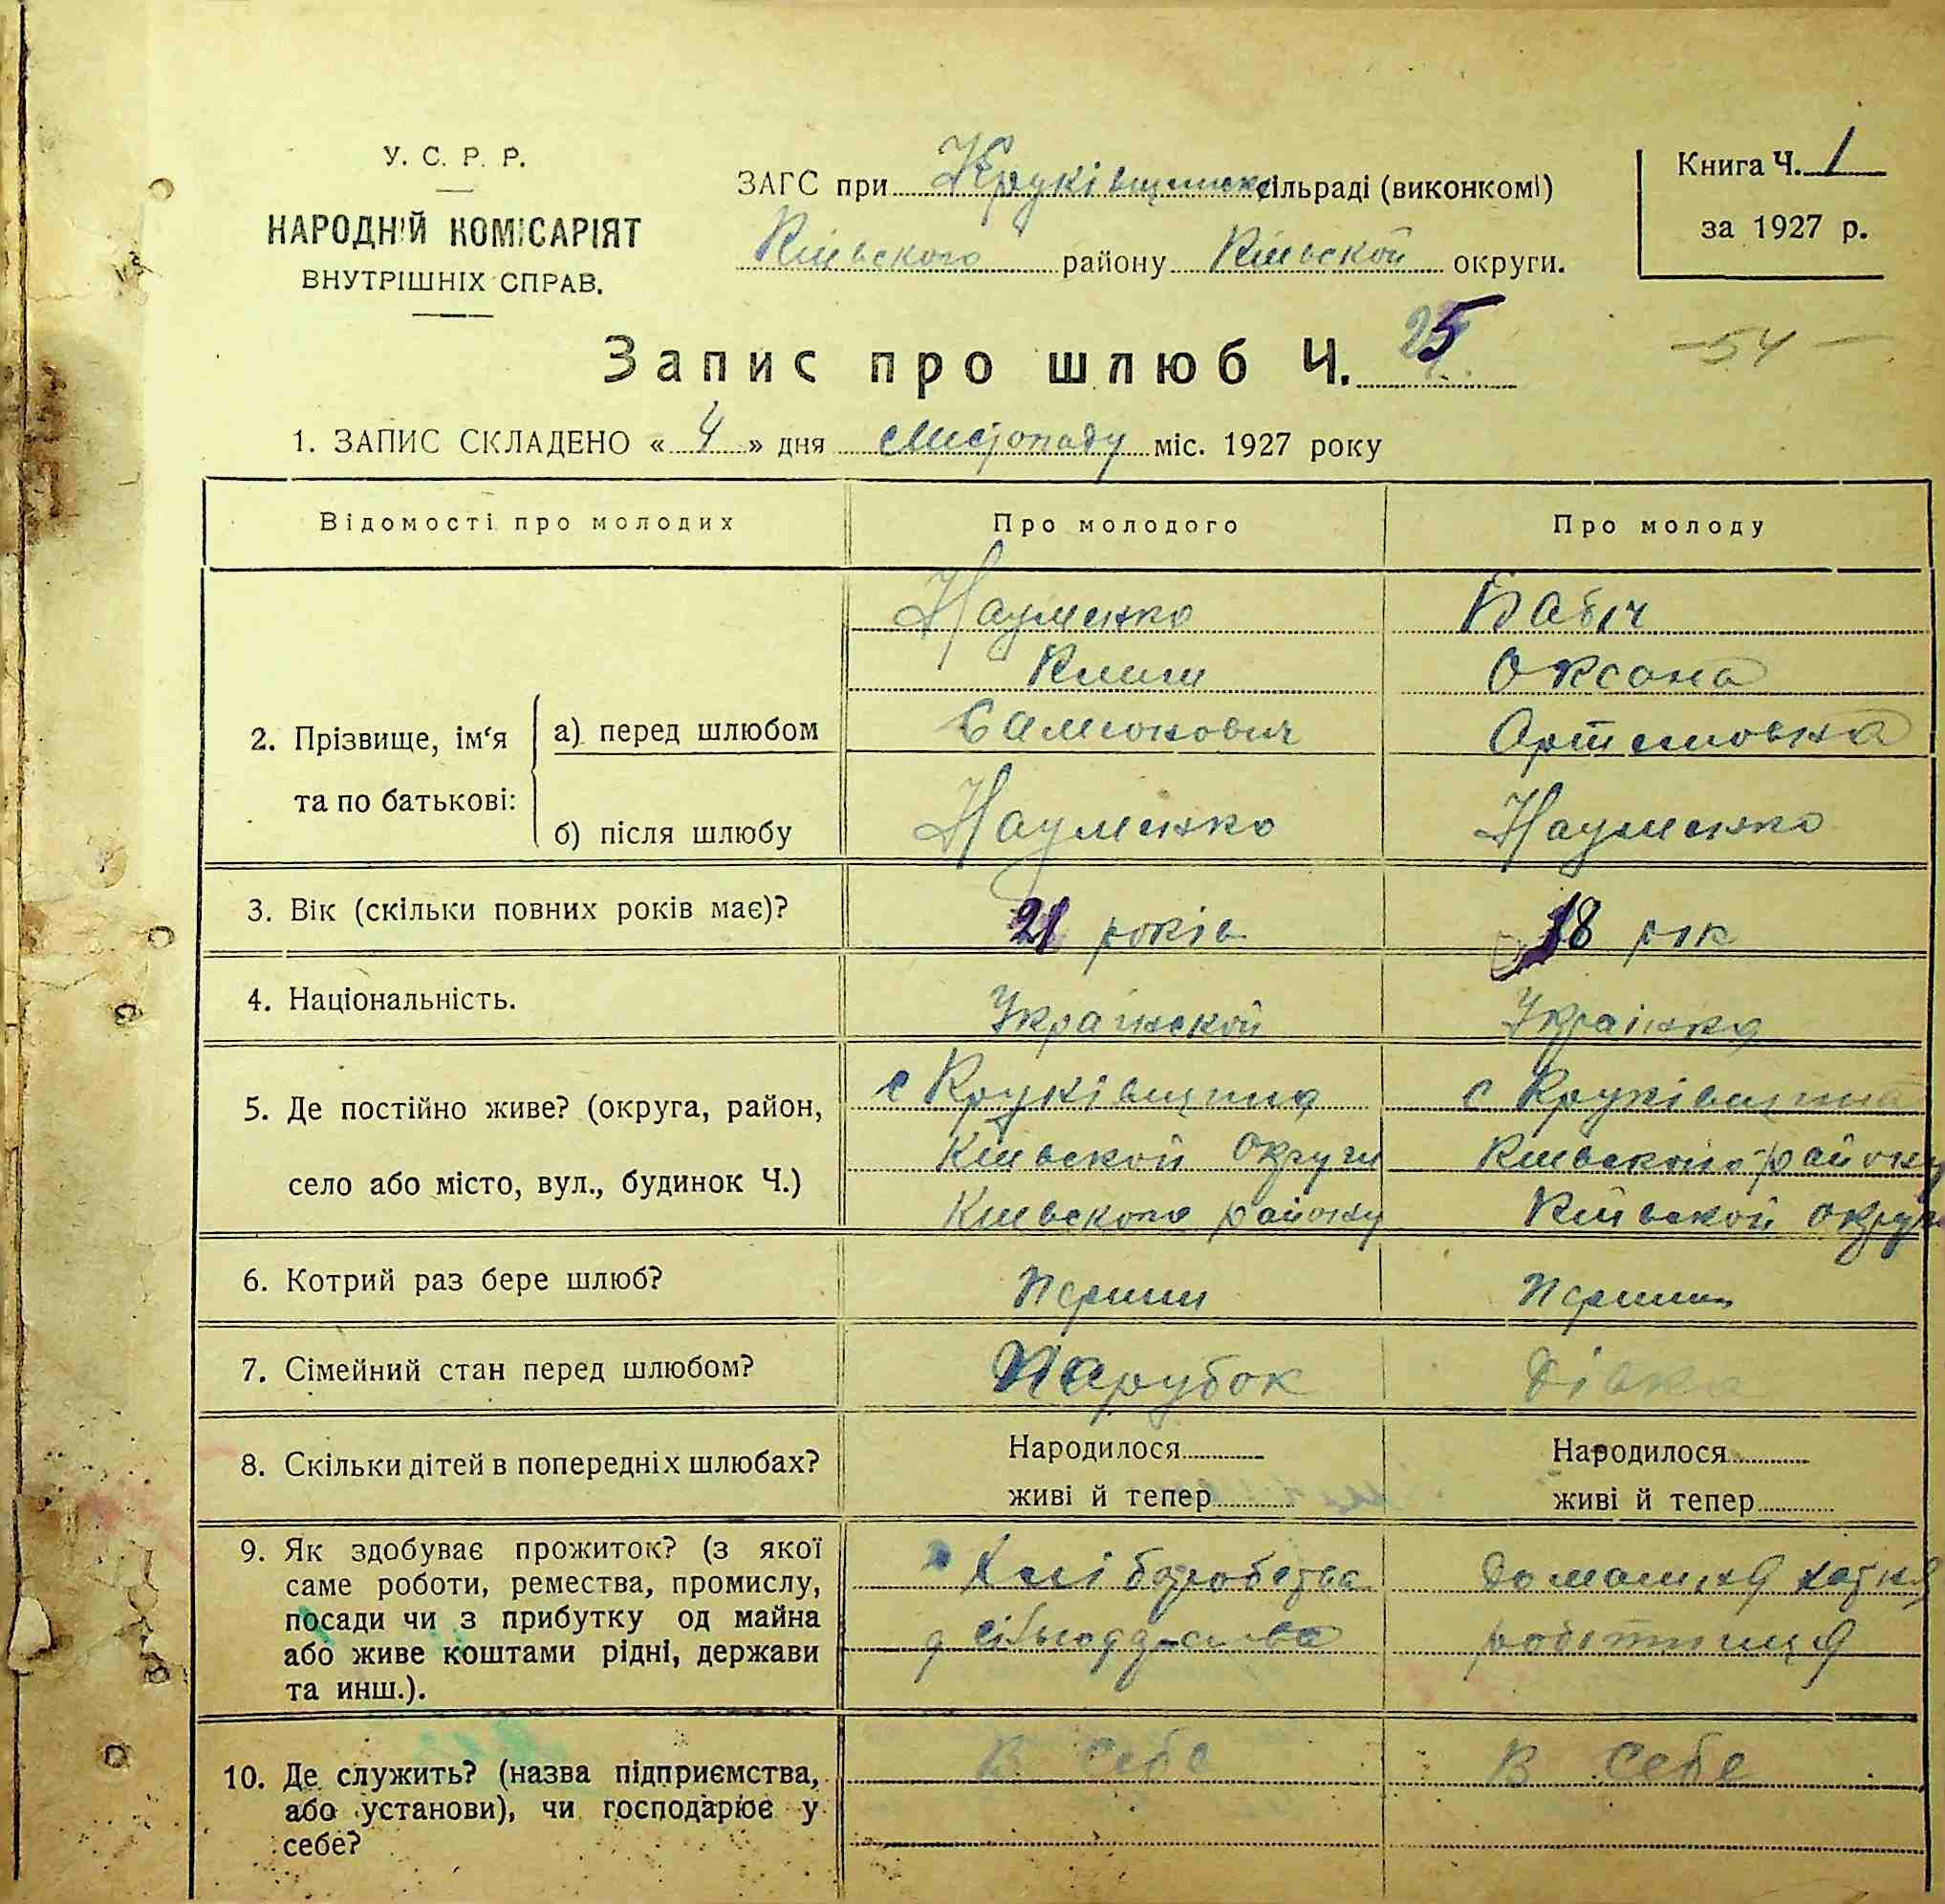 У. С. Р. Р.
НАРОДНІЙ КОМІСАРІЯТ
ВНУТРІШНІХ СПРАВ.
ЗАГС при Круківщинск сільраді (виконкомі)
Київского району Київской округи.
Книга Ч. 1
за 1927 р.
Запис про шлюб Ч. 25
—54—
1. ЗАПИС СКЛАДЕНО « 4 » дня Листопаду міс. 1927 року
Відомості про молодих Про молодого Про молоду
Науменко Бабіч
Клим Оксана
2. Прізвище, ім'я та по батькові: а) перед шлюбом Самсонович Артемовна
б) після шлюбу Науменко Науменко
3. Вік (скільки повних років має)? 21 років 18 рік
4. Національність. Украінской Українка
5. Де постійно живе? (округа, район, с Круківщина с Круківщина
Київской округи Київского району
село або місто, вул., будинок Ч.) Київского району Київской округи
6. Котрий раз бере шлюб? Перший Перший
7. Сімейний стан перед шлюбом? Парубок Дівка
8. Скільки дітей в попередніх шлюбах? Народилося Народилося
живі й тепер живі й тепер
9. Як здобуває прожиток? (з якої
саме роботи, ремества, промислу, Хліборобства Домашня хатня
посади чи з прибутку од майна
або живе коштами рідні, держави робітниця
та инш.).
В себе В себе
10. Де служить? (назва підприємства,
або установи), чи господарює у
себе?